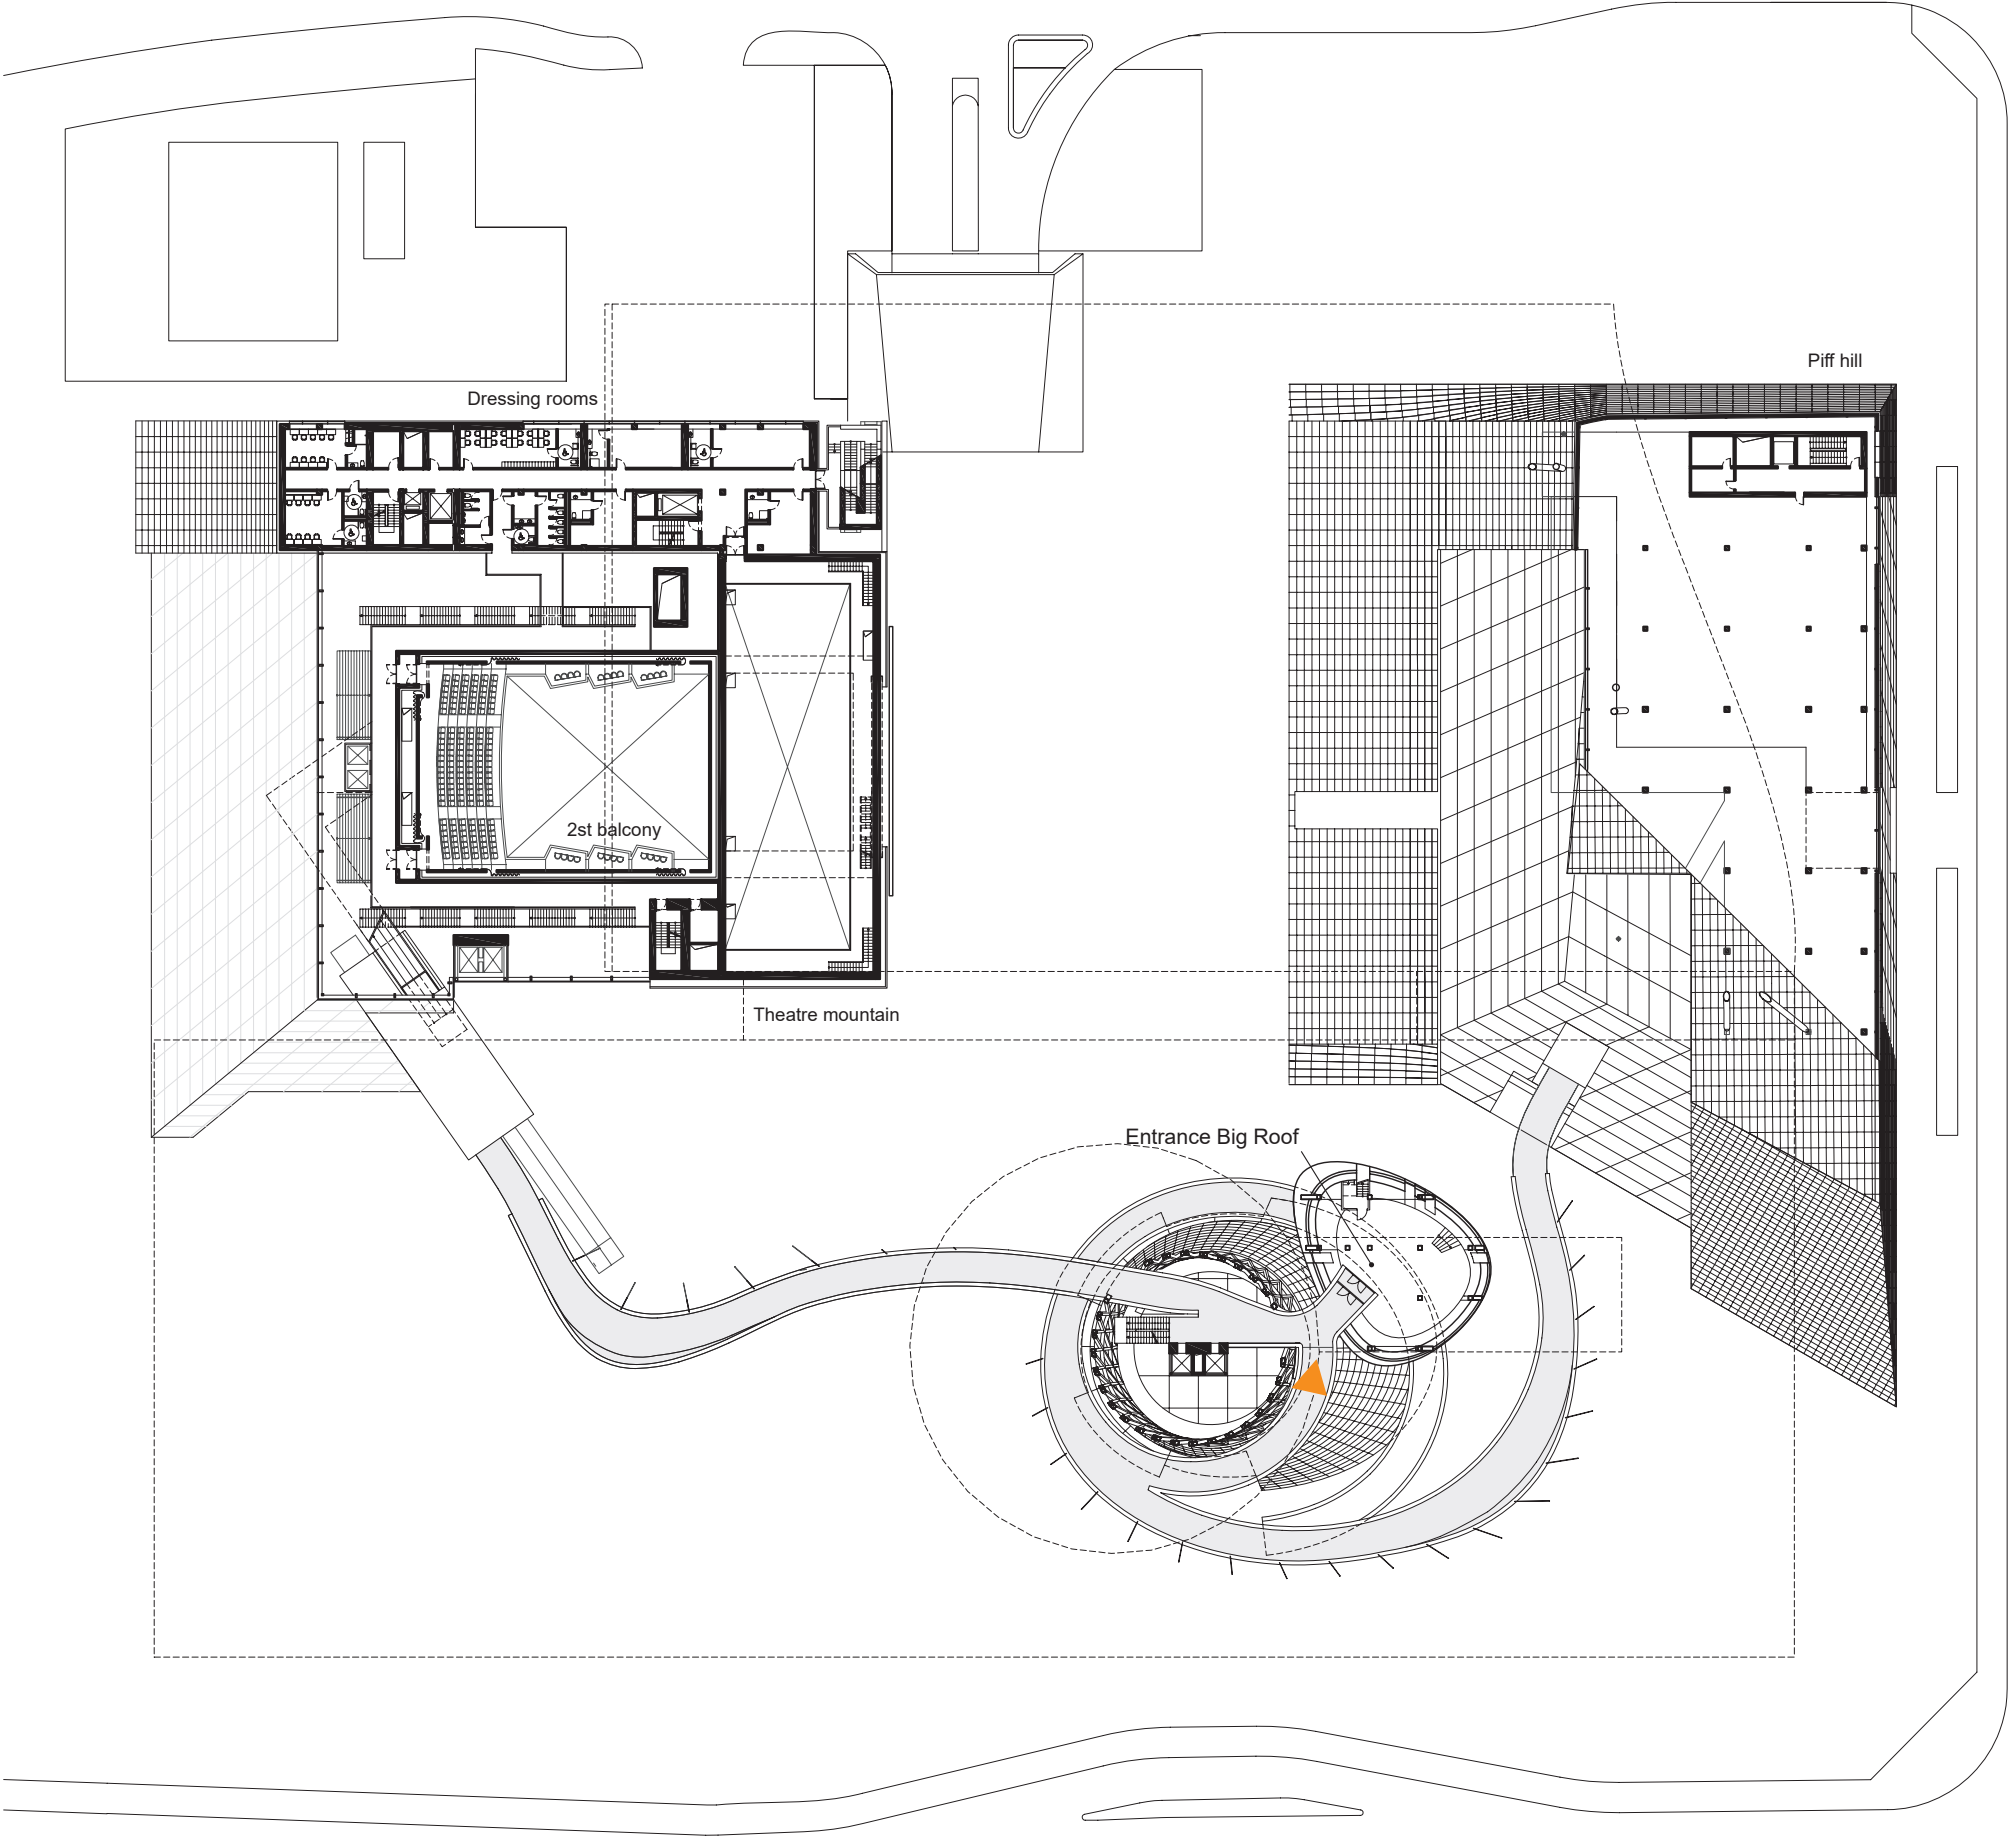 Piff hill
Dressing rooms
2st balcony
Theatre mountain
Entrance Big Roof